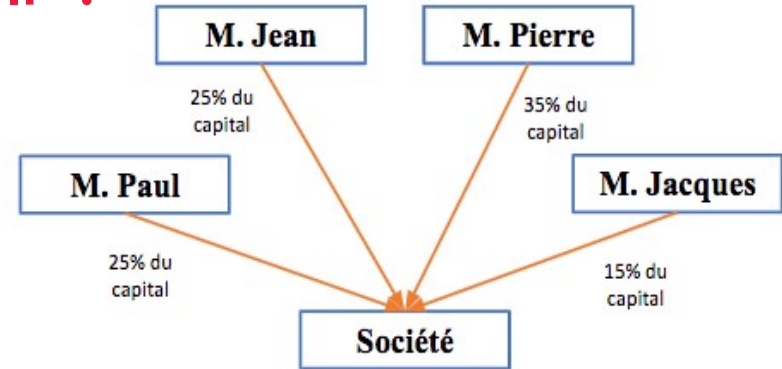 M. Jean
M. Pierre
25% du
capital
35% du
capital
M. Paul
M. Jacques
25% du
capital
15% du
capital
Société